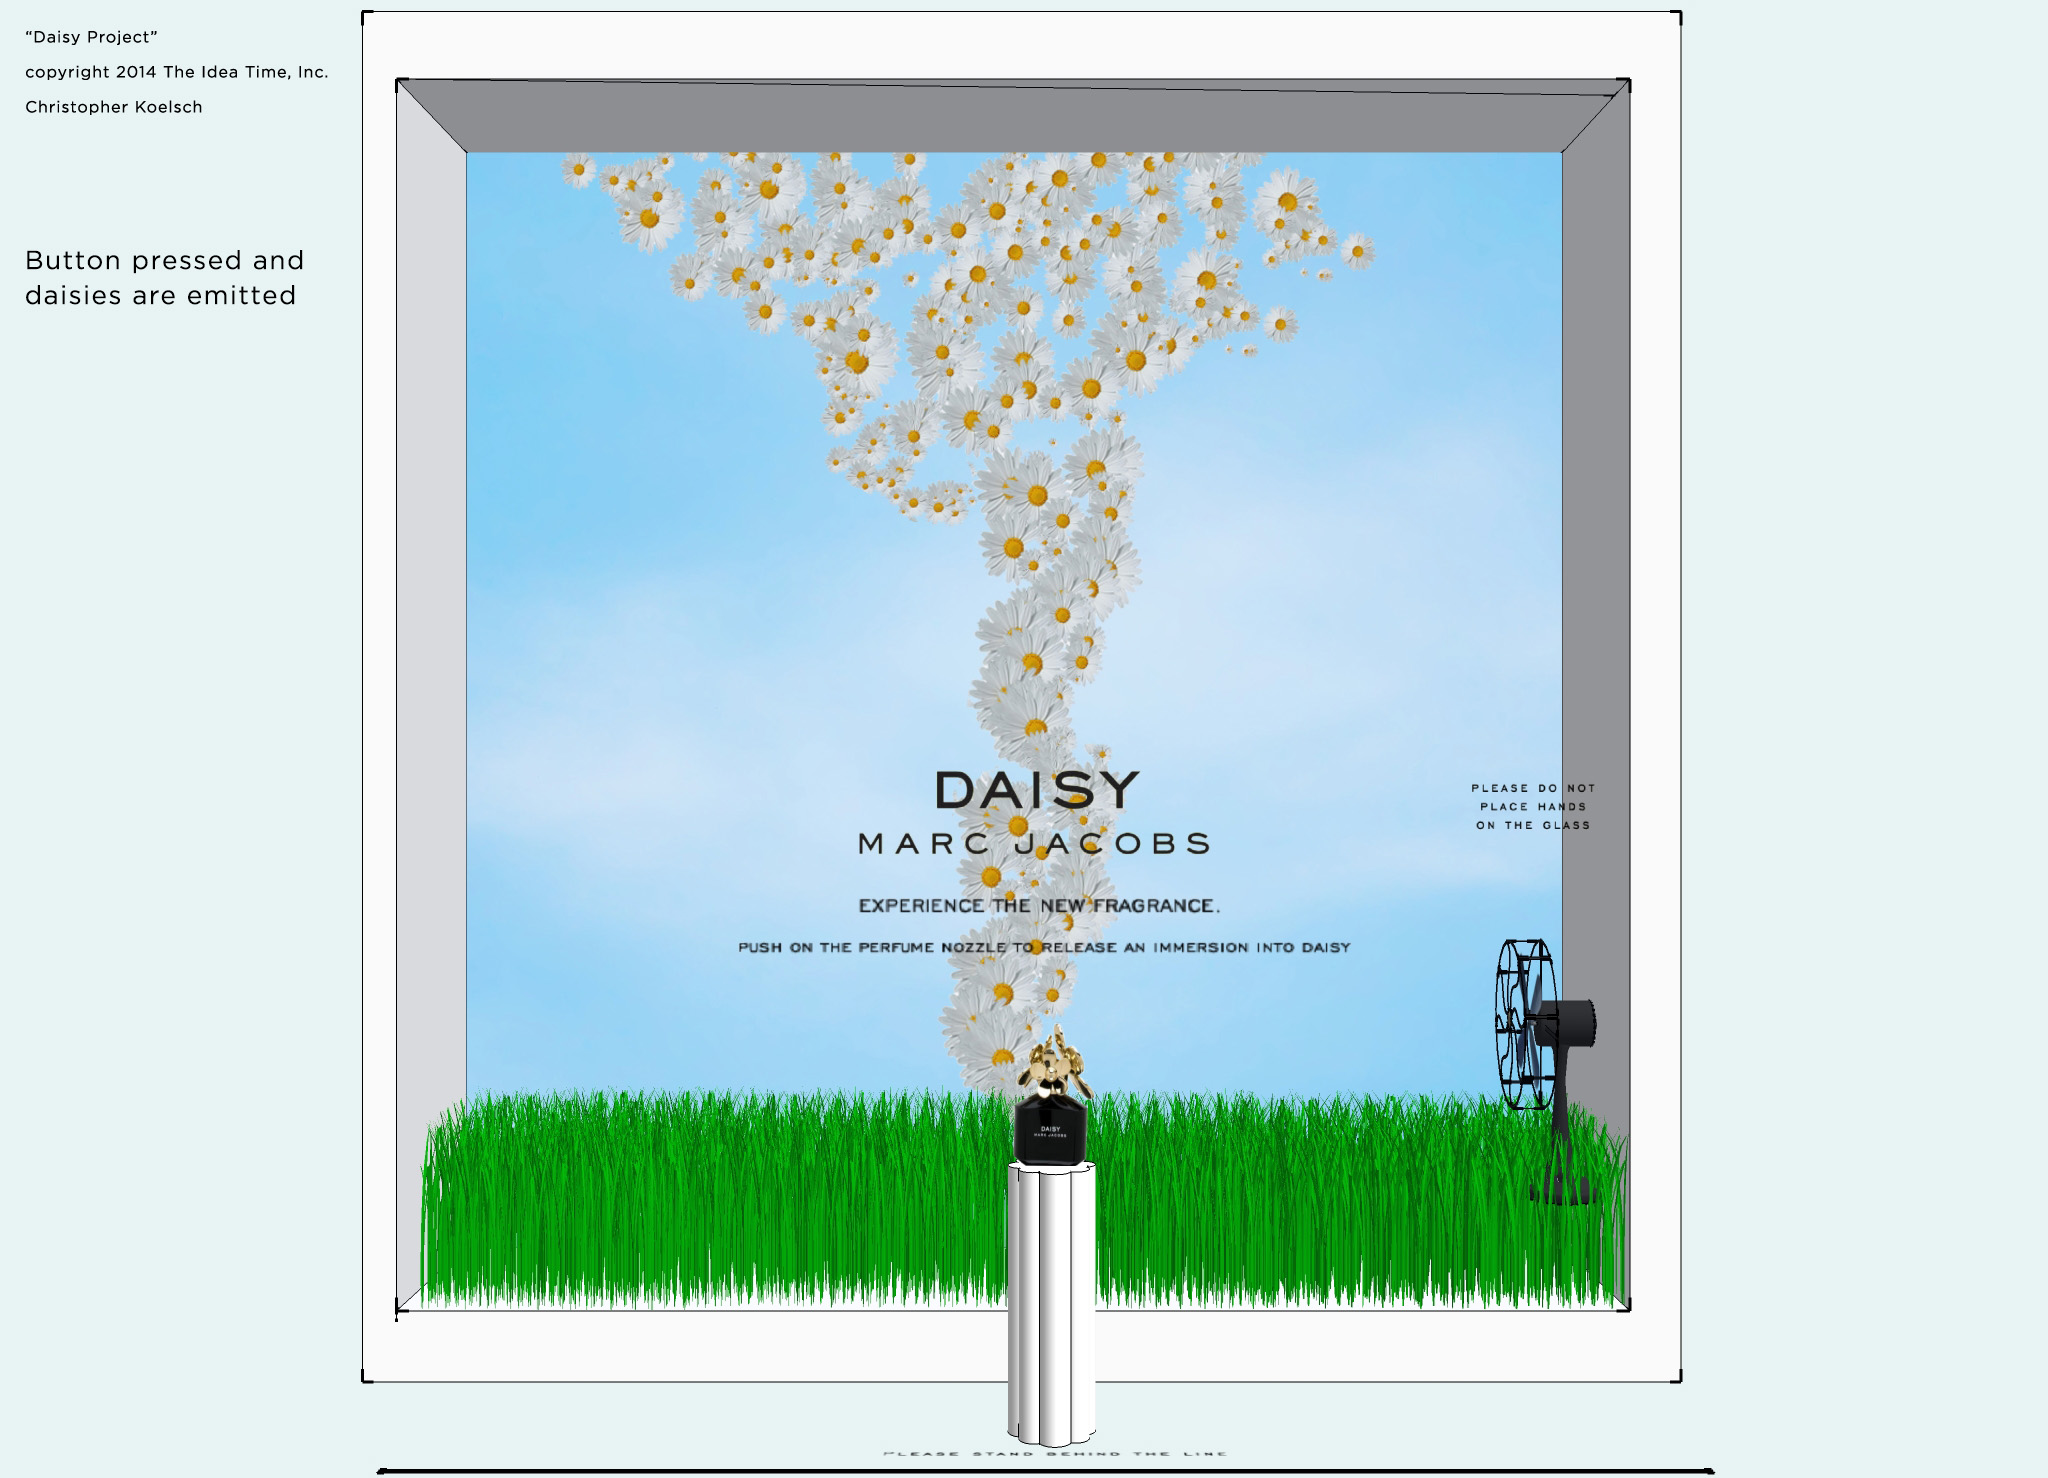 “Daisy Project”
copyright 2014 The Idea Time, Inc.
Christopher Koelsch
Button pressed and
daisies are emitted
DAISY
MARC JACOBS
EXPERIENCE THE NEW FRAGRANCE.
PUSH ON THE PERFUME NOZZLE TO RELEASE AN IMMERSION INTO DAISY
PLEASE DO NOT
PLACE HANDS
ON THE GLASS
DAISY
MARC JACOBS
PLEASE STAND BEHIND THE LINE